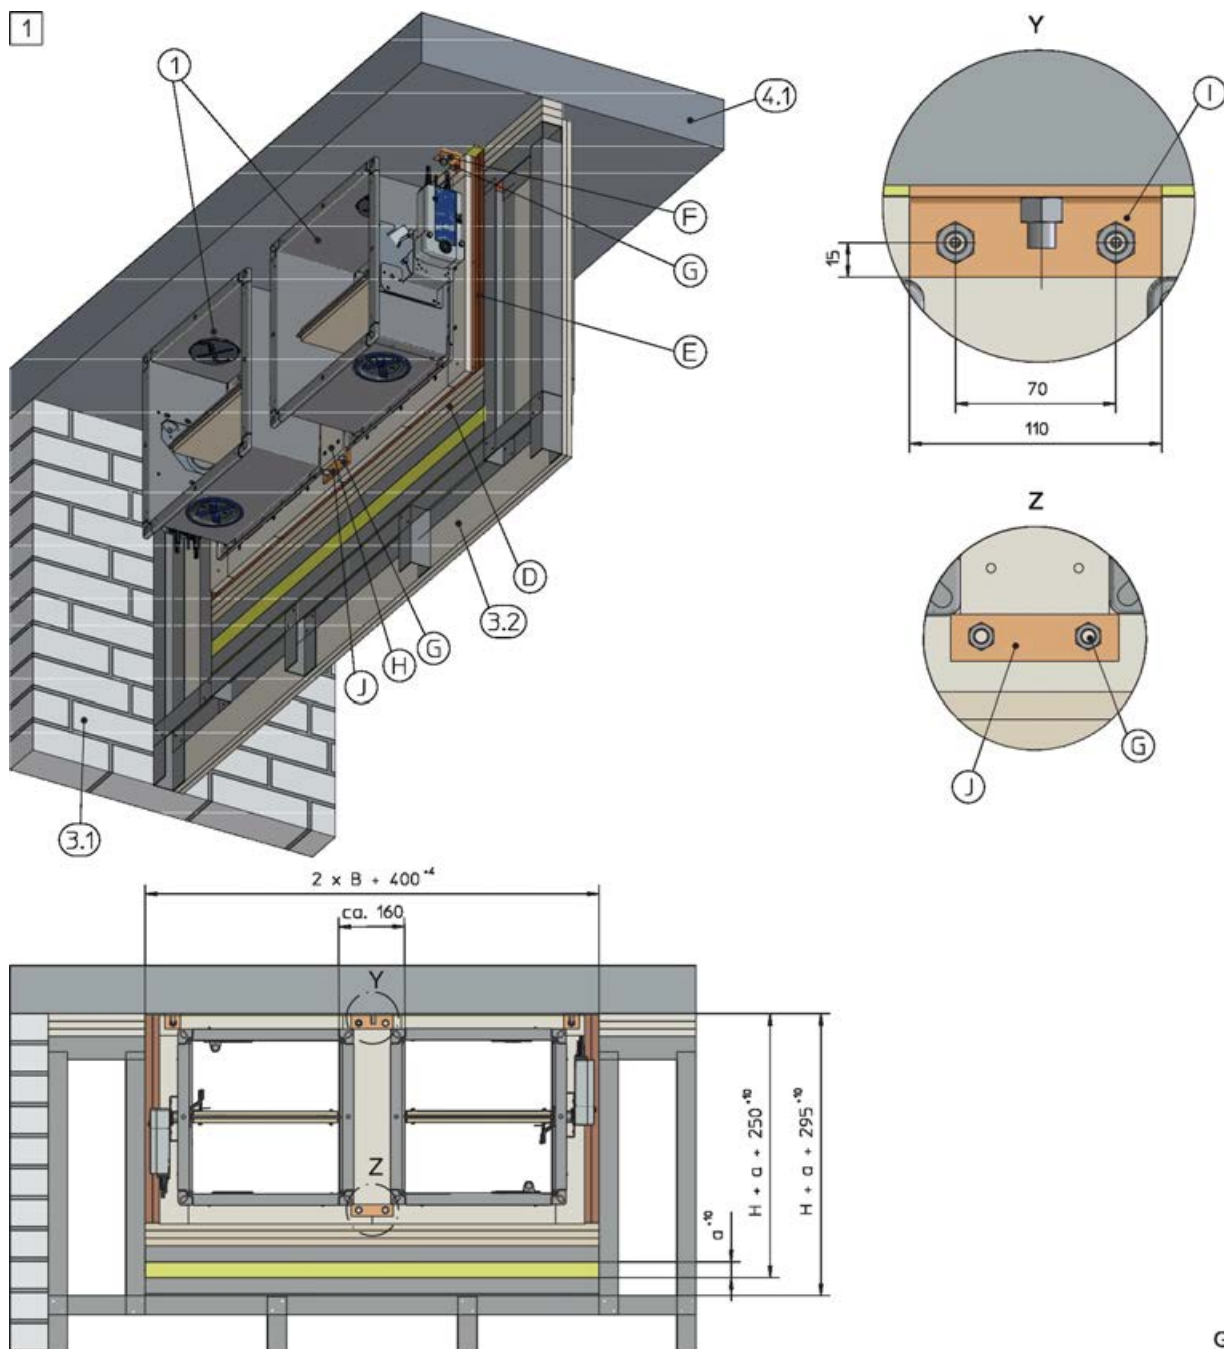 1
Y
1
4.1
I
F
G
15
E
70
110
Z
D
3.2
G
H
J
G
J
3.1
2 x B + 400⁺⁴
ca. 160
Y
Z
a⁺¹⁰
H + a + 250⁺¹⁰
H + a + 295⁺¹⁰